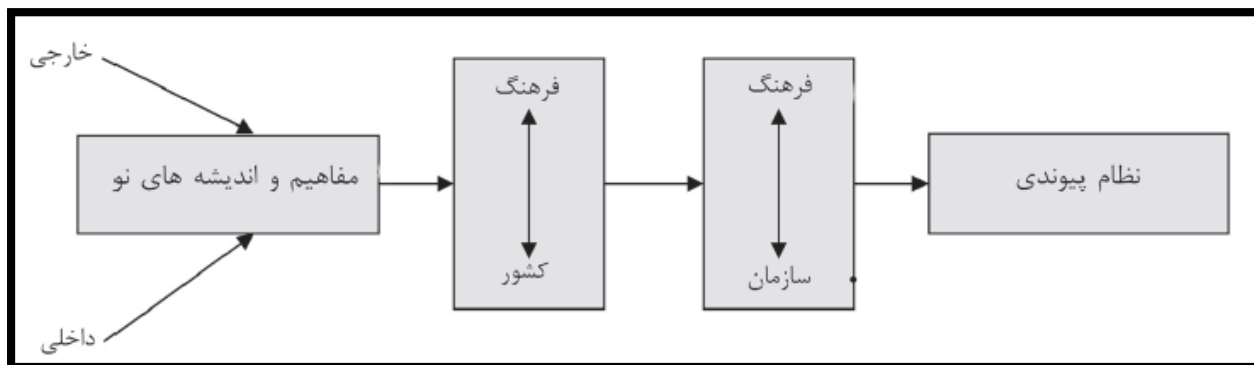 خارجی
مفاهیم و اندیشه های نو
داخلی
فرهنگ
کشور
فرهنگ
سازمان
نظام پیوندی